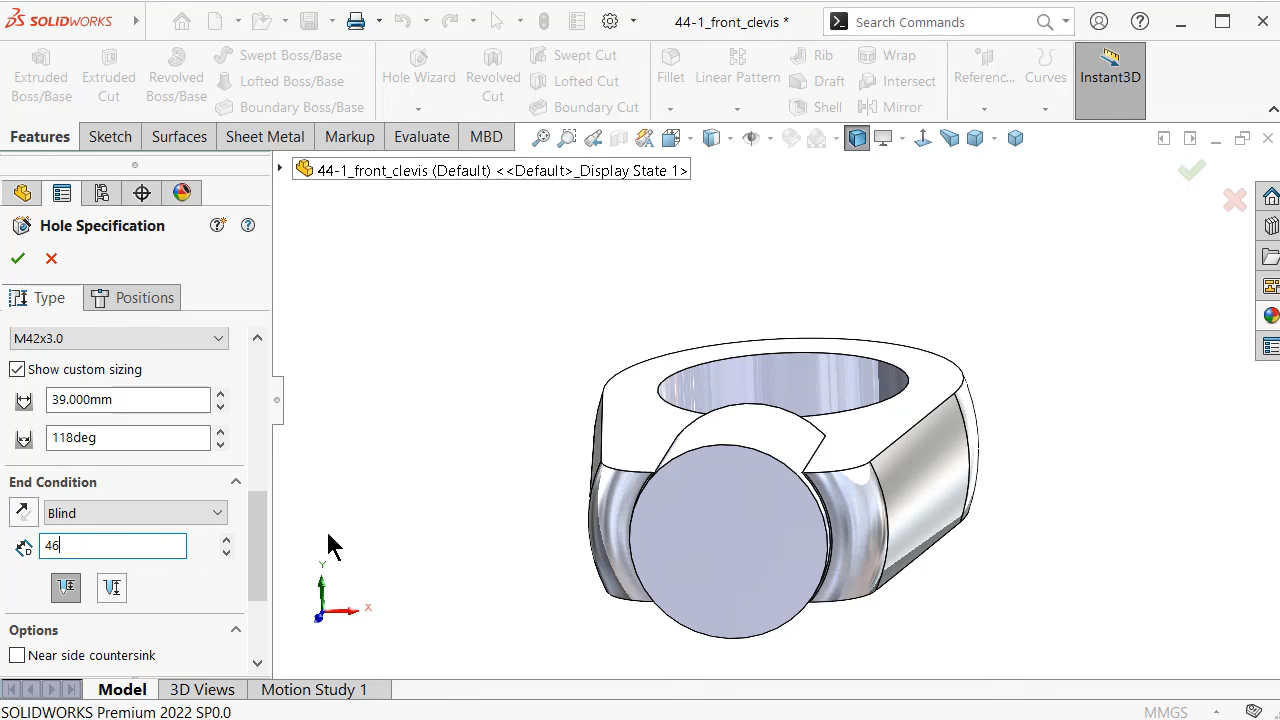 SOLIDWORKS
44-1_front_clevis *
Search Commands
Extruded Boss/Base
Extruded Cut
Revolved Boss/Base
Swept Boss/Base
Lofted Boss/Base
Boundary Boss/Base
Hole Wizard
Revolved Cut
Swept Cut
Lofted Cut
Boundary Cut
Fillet
Linear Pattern
Rib
Draft
Shell
Wrap
Intersect
Mirror
Referenc...
Curves
Instant3D
Features
Sketch
Surfaces
Sheet Metal
Markup
Evaluate
MBD
44-1_front_clevis (Default) <<Default>_Display State 1>
Hole Specification
Type
Positions
M42x3.0
Show custom sizing
39.000mm
118deg
End Condition
Blind
46
Options
Near side countersink
Y
X
Model
3D Views
Motion Study 1
SOLIDWORKS Premium 2022 SP0.0
MMGS